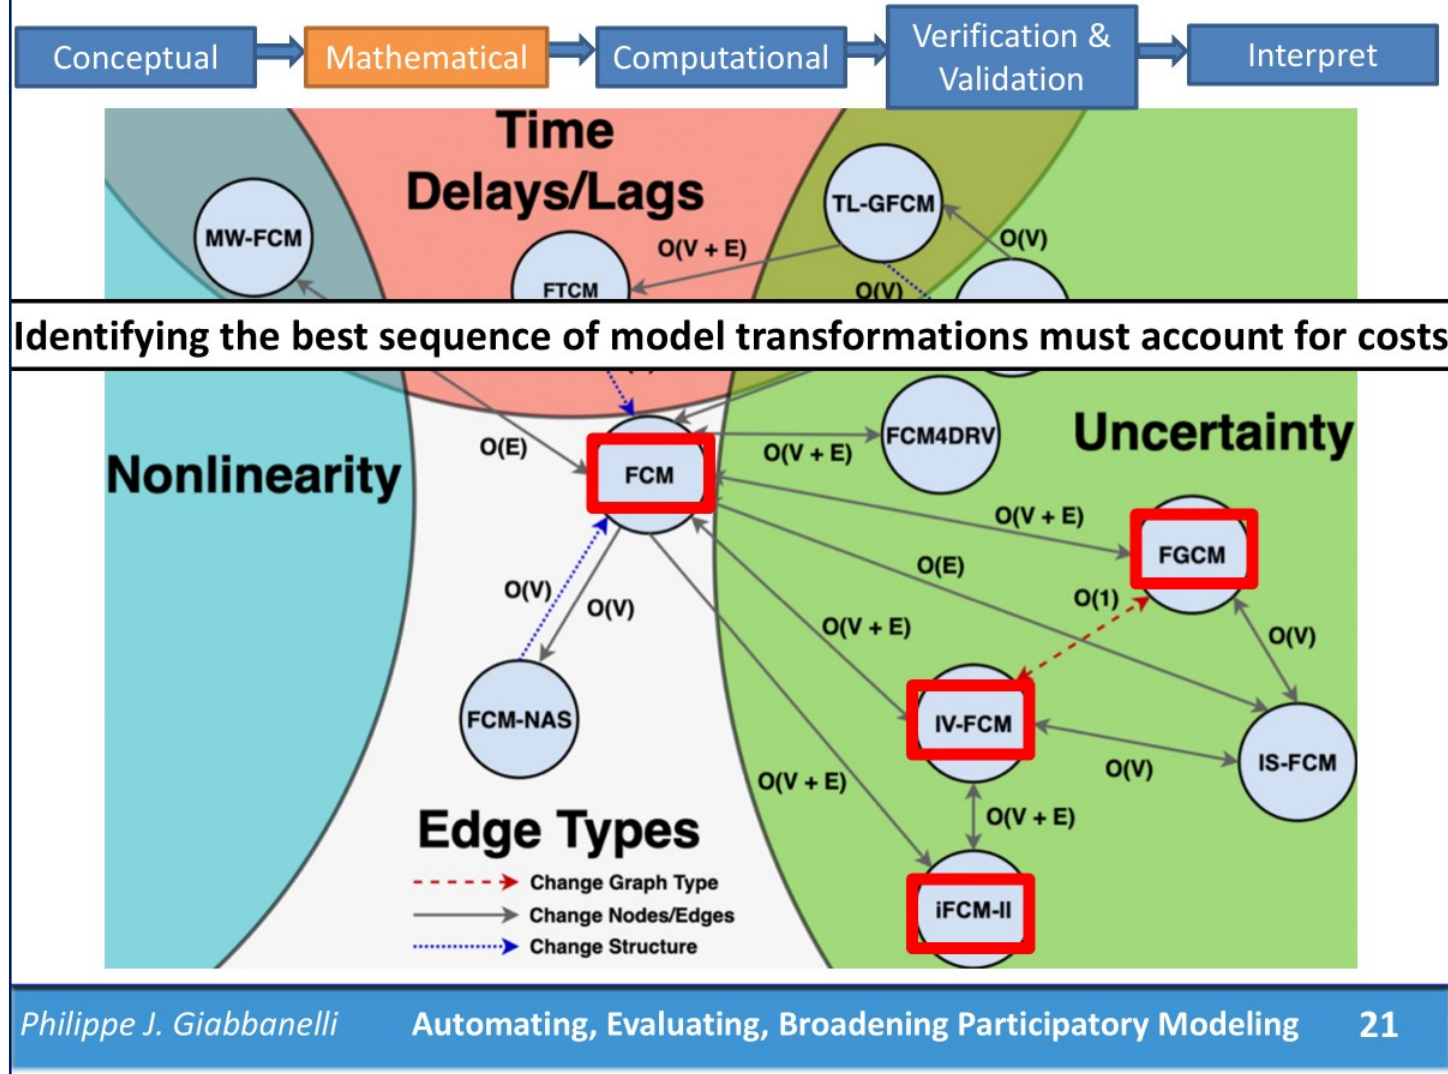 Conceptual
Mathematical
Computational
Verification &
Validation
Interpret
Time
Delays/Lags
MW-FCM
TL-GFCM
O(V + E)
O(V)
FTCM
O(V)
Identifying the best sequence of model transformations must account for costs
FCM4DRV
Uncertainty
O(E)
O(V + E)
Nonlinearity
FCM
O(V + E)
FGCM
O(E)
O(V)
O(V)
O(1)
O(V + E)
O(V)
FCM-NAS
IV-FCM
IS-FCM
O(V)
O(V + E)
O(V + E)
Edge Types
Change Graph Type
Change Nodes/Edges
Change Structure
iFCM-II
Philippe J. Giabbanelli
Automating, Evaluating, Broadening Participatory Modeling
21